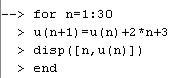 --> for n=1:30
> u(n+1)=u(n)+2*n+3
> disp([n,u(n)])
> end